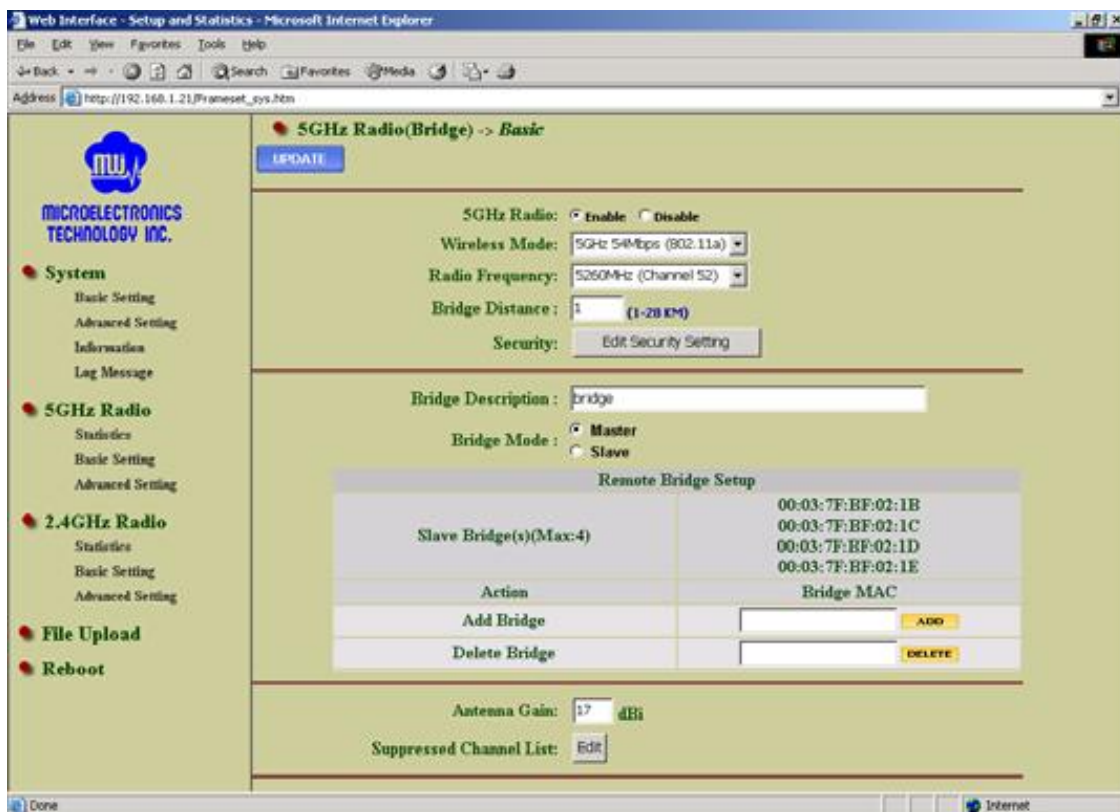 Web Interface - Setup and Statistics - Microsoft Internet Explorer
File Edit View Favorites Tools Help
Back Search Favorites Media
Address http://192.168.1.21/Frameset_sys.htm
MW
MICROELECTRONICS
TECHNOLOGY INC.
System
Basic Setting
Advanced Setting
Information
Log Message
5GHz Radio
Statistics
Basic Setting
Advanced Setting
2.4GHz Radio
Statistics
Basic Setting
Advanced Setting
File Upload
Reboot
5GHz Radio(Bridge) -> Basic
UPDATE
5GHz Radio: Enable Disable
Wireless Mode: 5GHz 54Mbps (802.11a)
Radio Frequency: 5260MHz (Channel 52)
Bridge Distance : 1 (1-28 KM)
Security: Edit Security Setting
Bridge Description : bridge
Bridge Mode : Master
Slave
Remote Bridge Setup
Slave Bridge(s)(Max:4)
00:03:7F:BF:02:1B
00:03:7F:BF:02:1C
00:03:7F:BF:02:1D
00:03:7F:BF:02:1E
Action Bridge MAC
Add Bridge ADD
Delete Bridge DELETE
Antenna Gain: 17 dBi
Suppressed Channel List: Edit
Done Internet